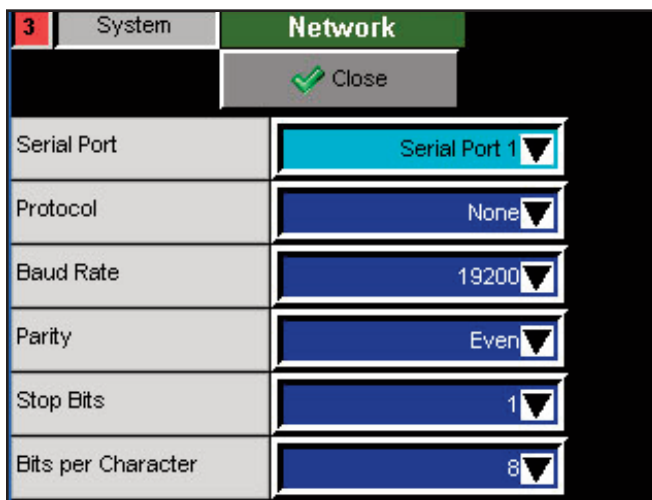 3 System Network
Close
Serial Port Serial Port 1
Protocol None
Baud Rate 19200
Parity Even
Stop Bits 1
Bits per Character 8